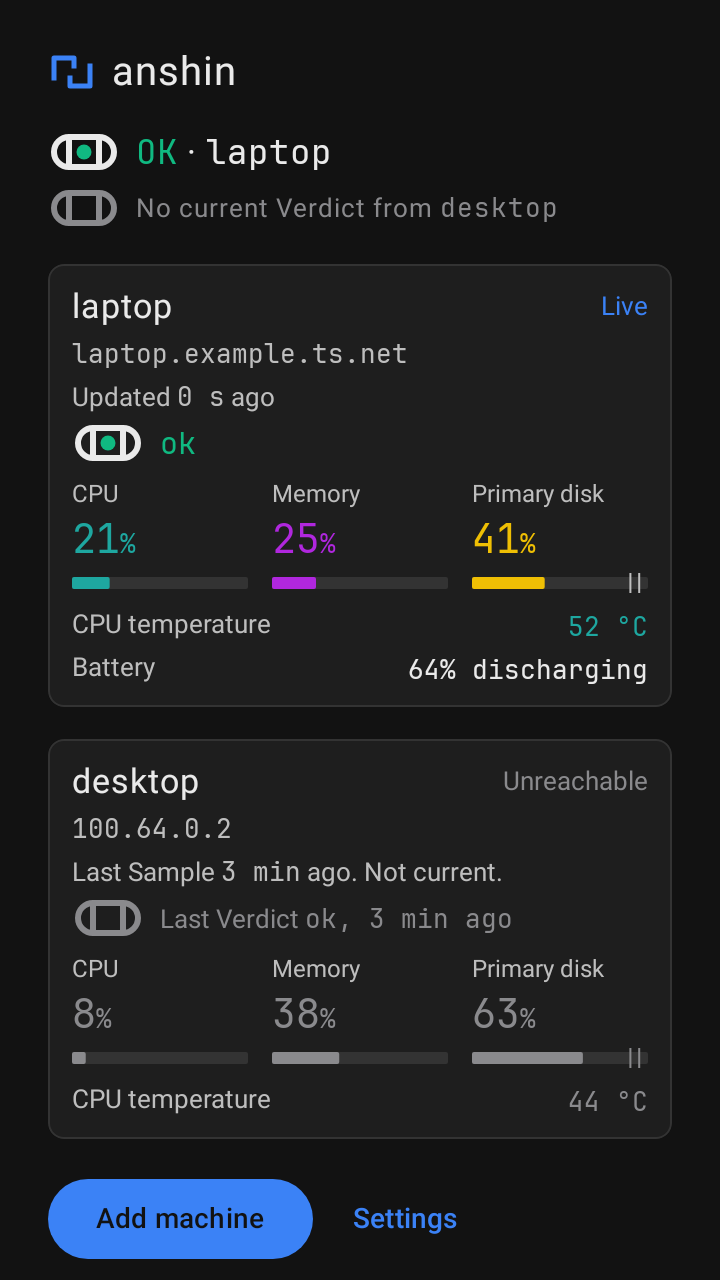 anshin
OK · laptop
No current Verdict from desktop
laptop Live
laptop.example.ts.net
Updated 0 s ago
ok
CPU Memory Primary disk
21% 25% 41%
CPU temperature 52 °C
Battery 64% discharging
desktop Unreachable
100.64.0.2
Last Sample 3 min ago. Not current.
Last Verdict ok, 3 min ago
CPU Memory Primary disk
8% 38% 63%
CPU temperature 44 °C
Add machine Settings